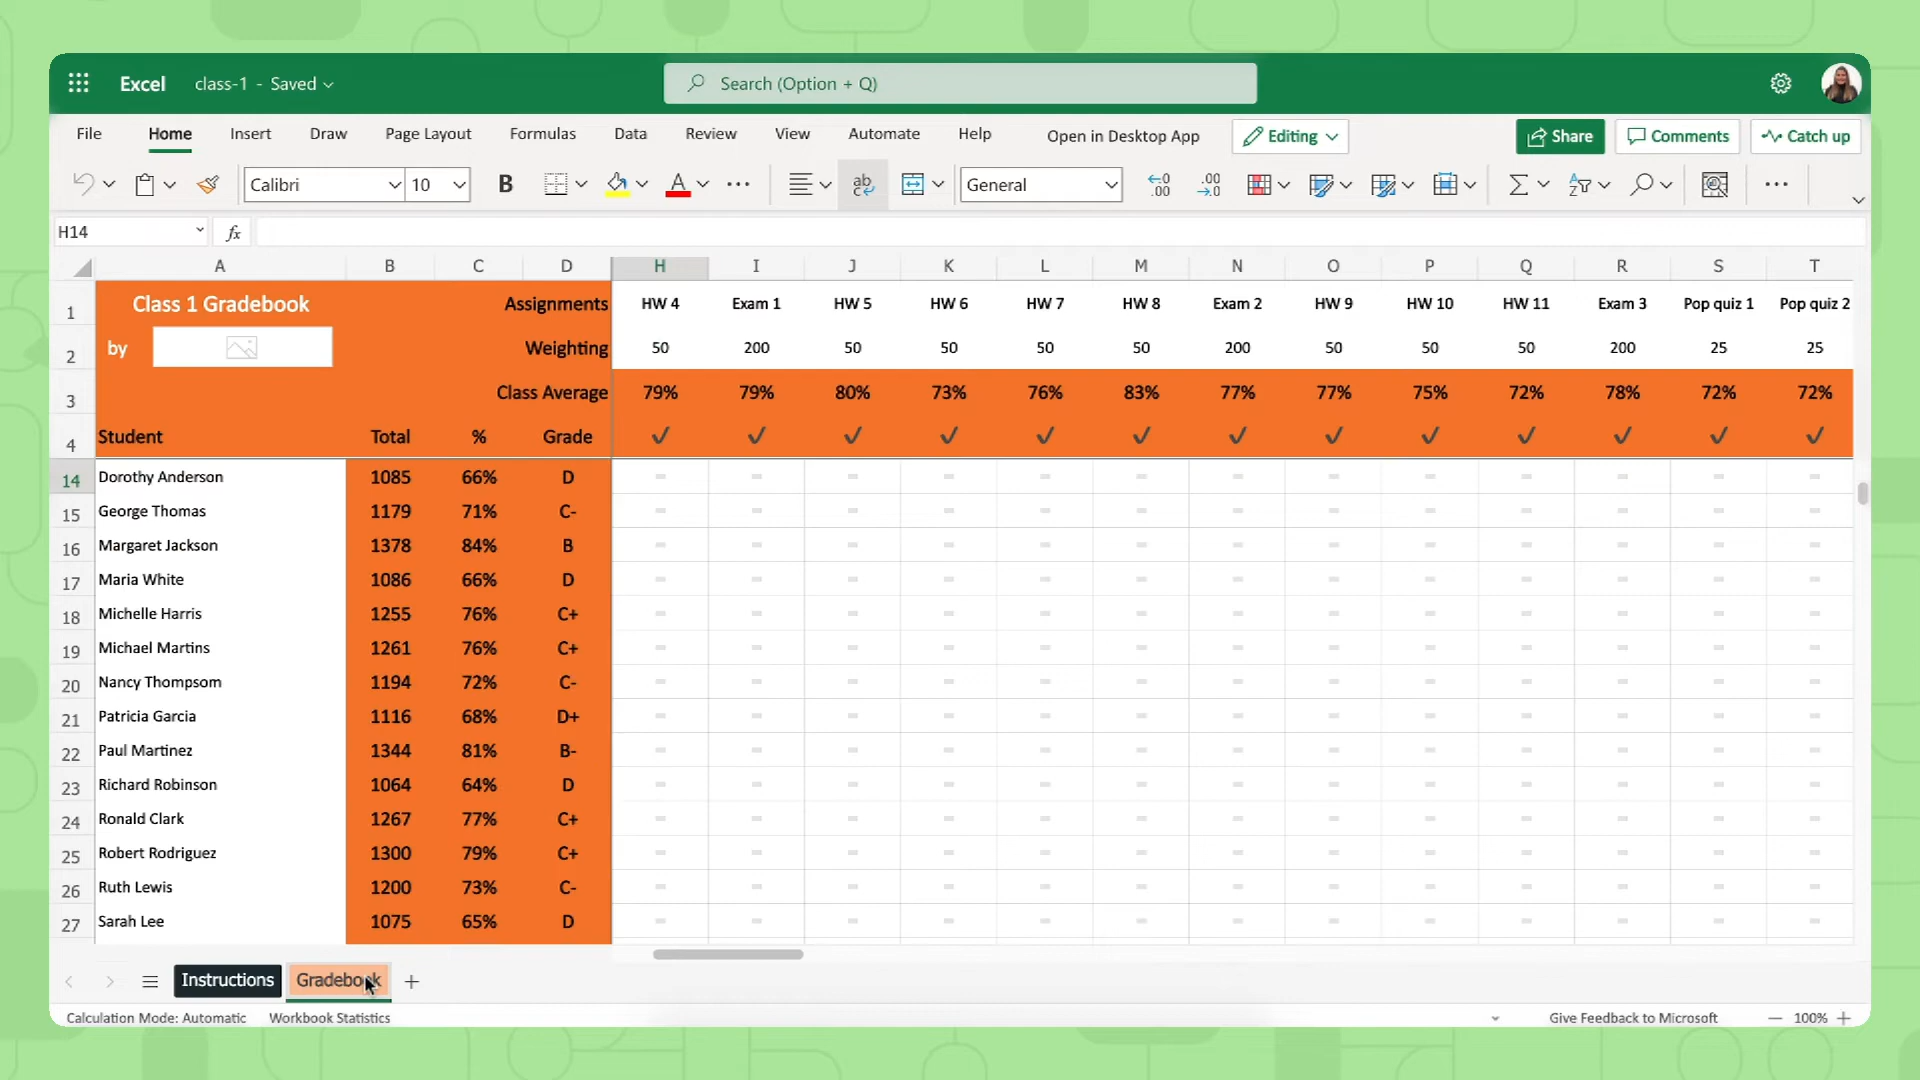 Excel class-1 - Saved Search (Option + Q)
File Home Insert Draw Page Layout Formulas Data Review View Automate Help Open in Desktop App Editing Share Comments Catch up
Calibri 10 B A ab General
H14 fx
A B C D H I J K L M N O P Q R S T
1 Class 1 Gradebook Assignments HW 4 Exam 1 HW 5 HW 6 HW 7 HW 8 Exam 2 HW 9 HW 10 HW 11 Exam 3 Pop quiz 1 Pop quiz 2
2 by Weighting 50 200 50 50 50 50 200 50 50 50 200 25 25
3 Class Average 79% 79% 80% 73% 76% 83% 77% 77% 75% 72% 78% 72% 72%
4 Student Total % Grade
14 Dorothy Anderson 1085 66% D
15 George Thomas 1179 71% C-
16 Margaret Jackson 1378 84% B
17 Maria White 1086 66% D
18 Michelle Harris 1255 76% C+
19 Michael Martins 1261 76% C+
20 Nancy Thompsom 1194 72% C-
21 Patricia Garcia 1116 68% D+
22 Paul Martinez 1344 81% B-
23 Richard Robinson 1064 64% D
24 Ronald Clark 1267 77% C+
25 Robert Rodriguez 1300 79% C+
26 Ruth Lewis 1200 73% C-
27 Sarah Lee 1075 65% D
Instructions Gradebook
Calculation Mode: Automatic Workbook Statistics Give Feedback to Microsoft 100%